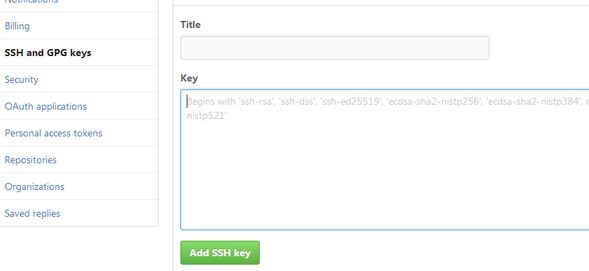 Notifications
Billing
SSH and GPG keys
Security
OAuth applications
Personal access tokens
Repositories
Organizations
Saved replies
Title
Key
Begins with 'ssh-rsa', 'ssh-dss', 'ssh-ed25519', 'ecdsa-sha2-nistp256', 'ecdsa-sha2-nistp384',
nistp521'
Add SSH key